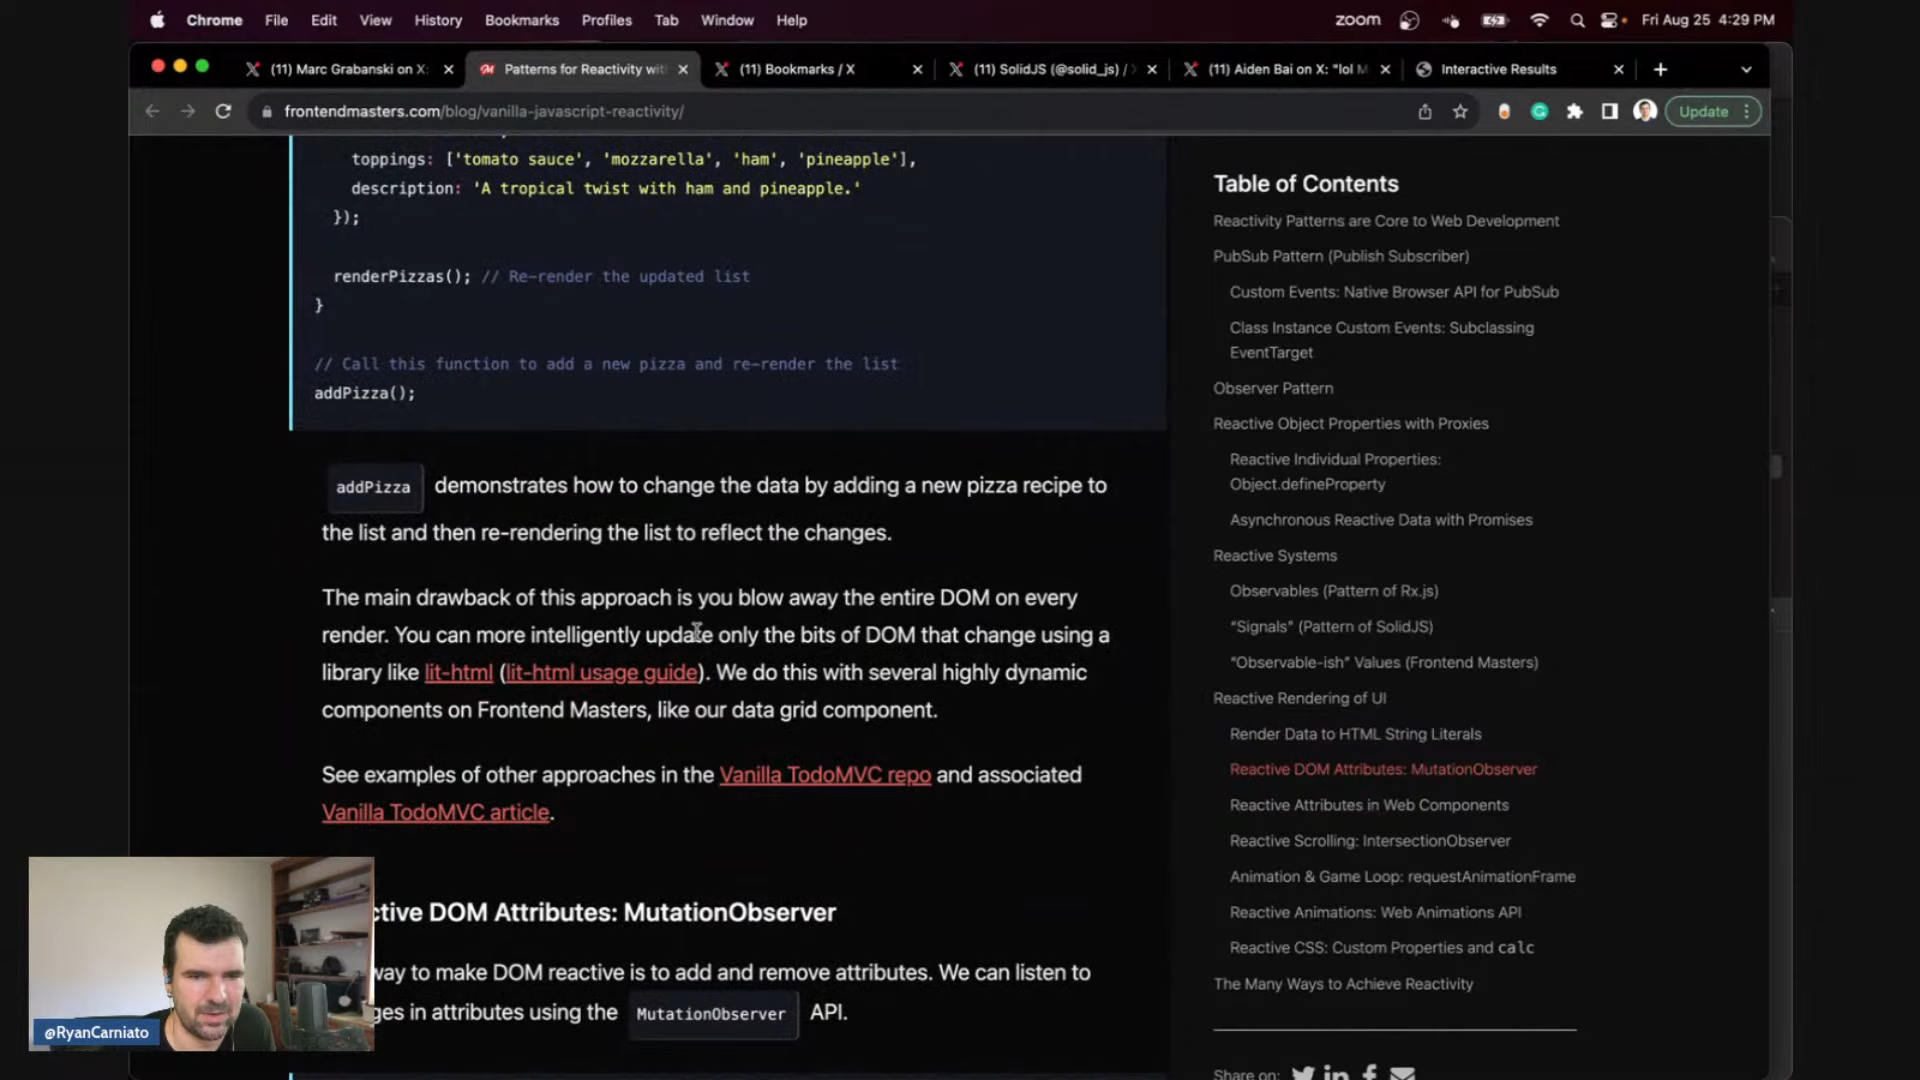 Chrome File Edit View History Bookmarks Profiles Tab Window Help zoom Fri Aug 25 4:29 PM
(11) Marc Grabanski on X: Patterns for Reactivity with (11) Bookmarks / X (11) SolidJS (@solid_js) / (11) Aiden Bai on X: "lol Interactive Results
frontendmasters.com/blog/vanilla-javascript-reactivity/ Update
toppings: ['tomato sauce', 'mozzarella', 'ham', 'pineapple'],
description: 'A tropical twist with ham and pineapple.'
});
renderPizzas(); // Re-render the updated list
}
// Call this function to add a new pizza and re-render the list
addPizza();
addPizza demonstrates how to change the data by adding a new pizza recipe to
the list and then re-rendering the list to reflect the changes.
The main drawback of this approach is you blow away the entire DOM on every
render. You can more intelligently update only the bits of DOM that change using a
library like lit-html (lit-html usage guide). We do this with several highly dynamic
components on Frontend Masters, like our data grid component.
See examples of other approaches in the Vanilla TodoMVC repo and associated
Vanilla TodoMVC article.
ctive DOM Attributes: MutationObserver
way to make DOM reactive is to add and remove attributes. We can listen to
ges in attributes using the MutationObserver API.
Table of Contents
Reactivity Patterns are Core to Web Development
PubSub Pattern (Publish Subscriber)
Custom Events: Native Browser API for PubSub
Class Instance Custom Events: Subclassing
EventTarget
Observer Pattern
Reactive Object Properties with Proxies
Reactive Individual Properties:
Object.defineProperty
Asynchronous Reactive Data with Promises
Reactive Systems
Observables (Pattern of Rx.js)
“Signals” (Pattern of SolidJS)
“Observable-ish” Values (Frontend Masters)
Reactive Rendering of UI
Render Data to HTML String Literals
Reactive DOM Attributes: MutationObserver
Reactive Attributes in Web Components
Reactive Scrolling: IntersectionObserver
Animation & Game Loop: requestAnimationFrame
Reactive Animations: Web Animations API
Reactive CSS: Custom Properties and calc
The Many Ways to Achieve Reactivity
Share on:
@RyanCarniato